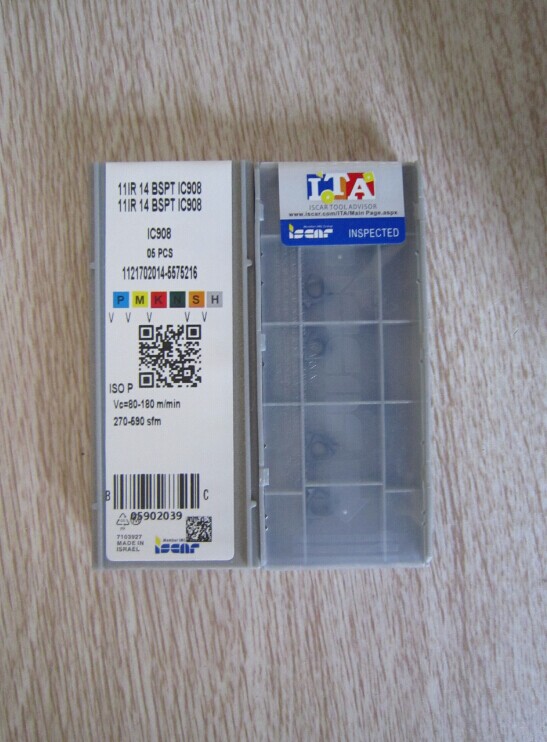 11IR 14 BSPT IC908
11IR 14 BSPT IC908
IC908
05 PCS
1121702014-5575216
P M K N S H
V V V V V
ISO P
Vc=80-180 m/min
270-590 sfm
B C
05902039
7103927
MADE IN
ISRAEL
iscar
ITA
ISCAR TOOL ADVISOR
www.iscar.com/ITA/Main Page.aspx
iscar INSPECTED